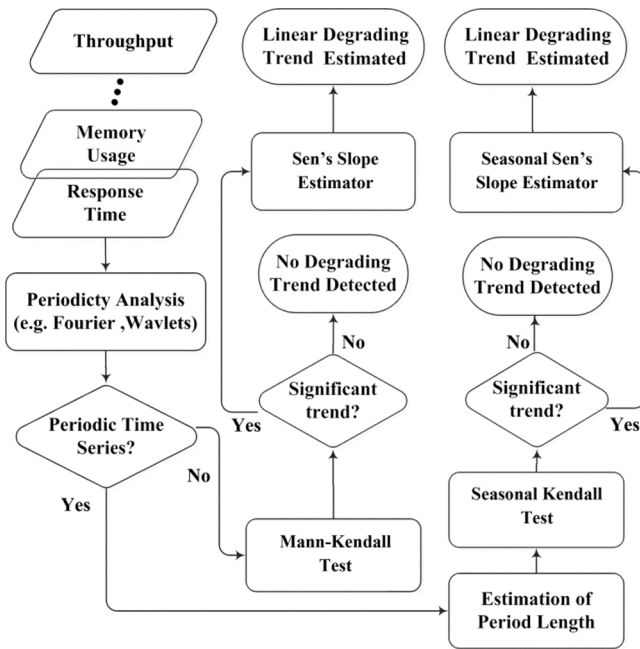 Throughput
Memory
Usage
Response
Time
Periodicty Analysis
(e.g. Fourier ,Wavlets)
Periodic Time
Series?
Yes
No
Linear Degrading
Trend Estimated
Sen's Slope
Estimator
No Degrading
Trend Detected
No
Significant
trend?
Yes
Mann-Kendall
Test
Linear Degrading
Trend Estimated
Seasonal Sen's
Slope Estimator
No Degrading
Trend Detected
No
Significant
trend?
Yes
Seasonal Kendall
Test
Estimation of
Period Length